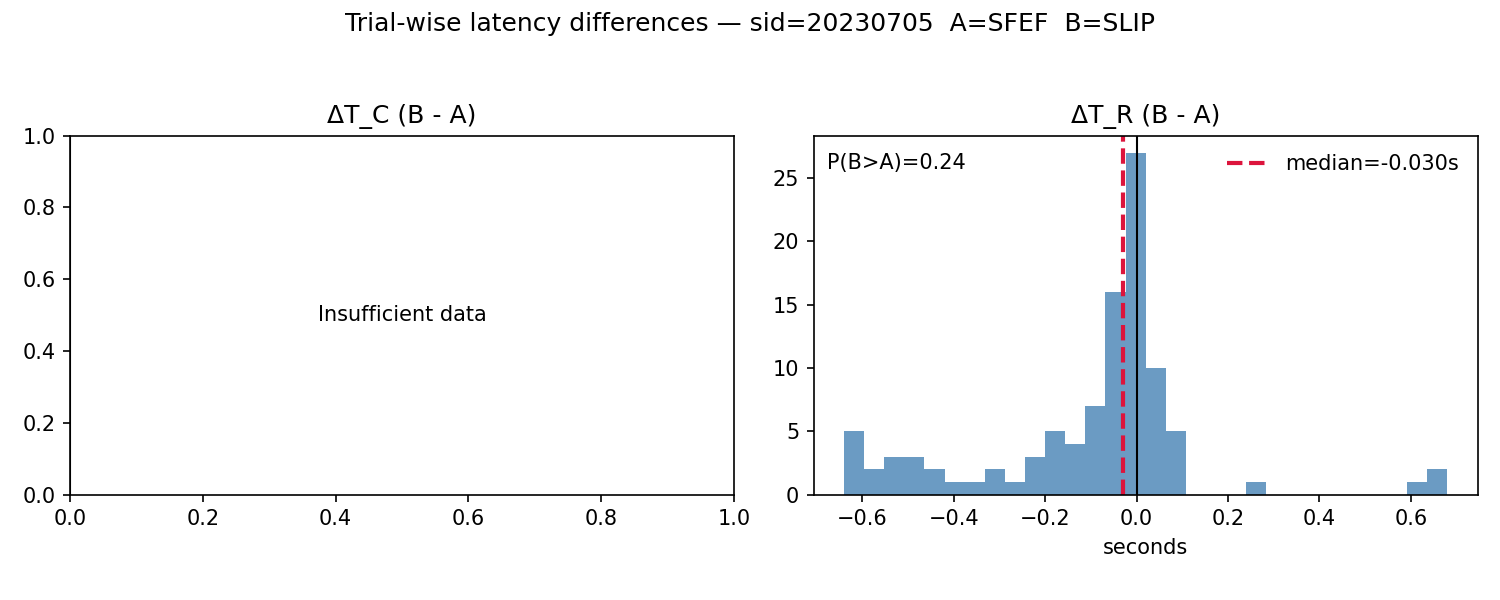 Trial-wise latency differences — sid=20230705  A=SFEF  B=SLIP
ΔT_C (B - A)
1.0
0.8
0.6
0.4
0.2
0.0
Insufficient data
0.0 0.2 0.4 0.6 0.8 1.0
ΔT_R (B - A)
P(B>A)=0.24
median=-0.030s
25
20
15
10
5
0
−0.6 −0.4 −0.2 0.0 0.2 0.4 0.6
seconds